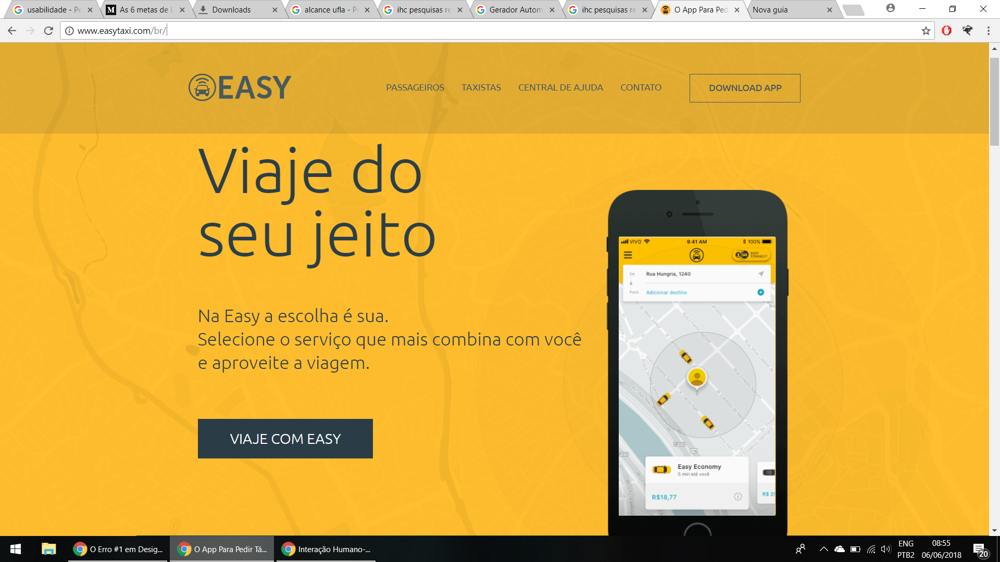 usabilidade - Pe
As 6 metas de U
Downloads
alcance ufla - Pe
ihc pesquisas re
Gerador Autom
ihc pesquisas re
O App Para Ped
Nova guia
www.easytaxi.com/br/
EASY
PASSAGEIROS
TAXISTAS
CENTRAL DE AJUDA
CONTATO
DOWNLOAD APP
Viaje do
seu jeito
Na Easy a escolha é sua.
Selecione o serviço que mais combina com você
e aproveite a viagem.
VIAJE COM EASY
VIVO
9:41 AM
100%
EASY
CONNECT
De
Rua Hungria, 1240
Para
Adicionar destino
Easy Economy
5 min até você
R$18,77
R$ 25
O Erro #1 em Desig...
O App Para Pedir Tá...
Interação Humano-...
ENG
PTB2
08:55
06/06/2018
20